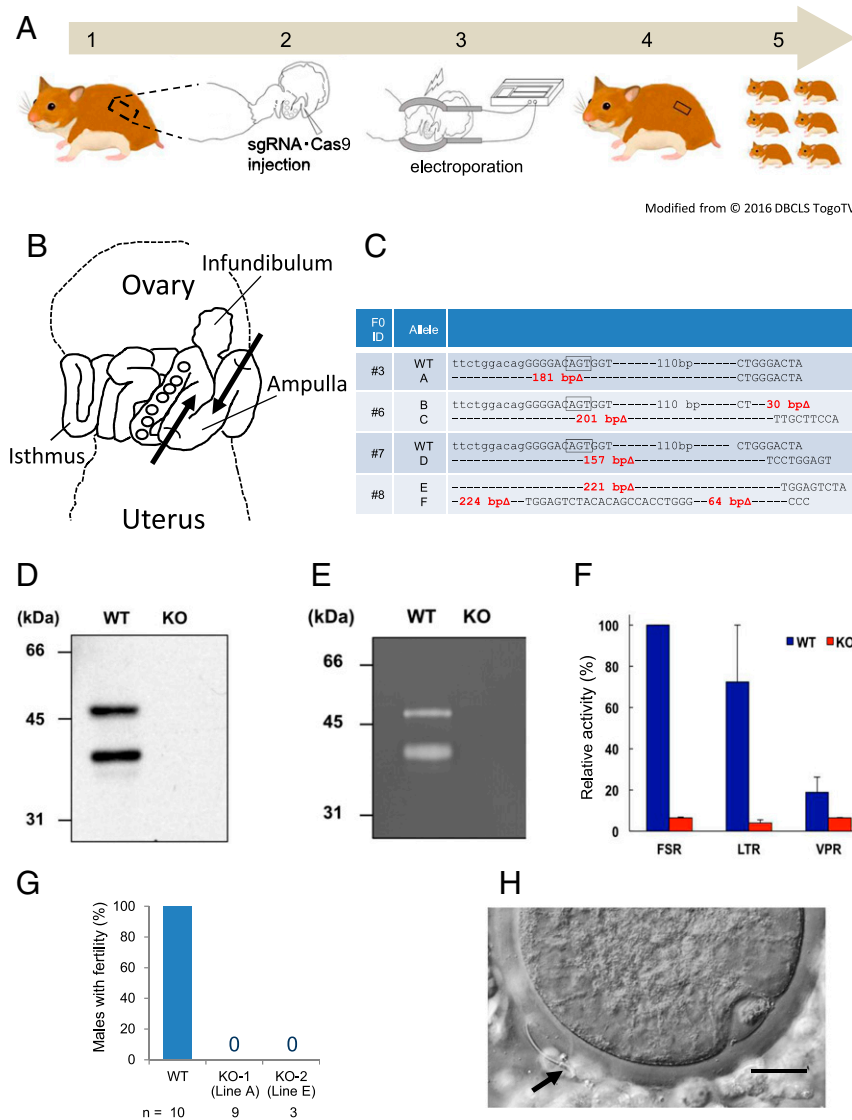 A
1 2 3 4 5
sgRNA・Cas9
injection
electroporation
Modified from © 2016 DBCLS TogoTV
B
Infundibulum
Ovary
Ampulla
Isthmus
Uterus
C
F0 ID Allele
#3 WT ttctggacagGGGGACAGTGGT------110bp------CTGGGACTA
A ------------181 bpΔ------------------CTGGGACTA
#6 B ttctggacagGGGGACAGTGGT------110 bp------CT--30 bpΔ
C ------------------201 bpΔ---------------------TTGCTTCCA
#7 WT ttctggacagGGGGACAGTGGT------110bp------ CTGGGACTA
D -------------------157 bpΔ-------------------TCCTGGAGT
#8 E -------------------221 bpΔ---------------------TGGAGTCTA
F -224 bpΔ--TGGAGTCTACACAGCCACCTGGG---64 bpΔ-----CCC
D
(kDa) WT KO
66
45
31
E
(kDa) WT KO
66
45
31
F
Relative activity (%)
100
80
60
40
20
0
WT KO
FSR LTR VPR
G
Males with fertility (%)
100
80
60
40
20
0
0 0
WT KO-1 KO-2
(Line A) (Line E)
n = 10 9 3
H